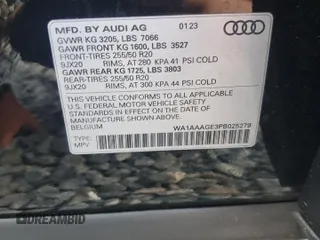 MFD. BY AUDI AG 01/23
GVWR KG 3205, LBS 7066
GAWR FRONT KG 1600, LBS 3527
FRONT-TIRES 255/50 R20
9JX20 RIMS, AT 280 KPA 41 PSI COLD
GAWR REAR KG 1725, LBS 3803
REAR-TIRES 255/50 R20
9JX20 RIMS, AT 300 KPA 44 PSI COLD
THIS VEHICLE CONFORMS TO ALL APPLICABLE
U.S. FEDERAL MOTOR VEHICLE SAFETY
STANDARDS IN EFFECT ON THE DATE OF
MANUFACTURE SHOWN ABOVE
BELGIUM WA1AAAGE3PB025279
TYPE:
MPV
DREAMBID